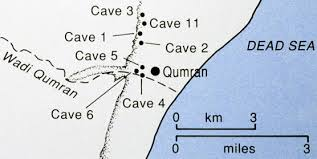 Cave 3
Cave 11
Cave 1
Cave 2
DEAD SEA
Cave 5
Qumran
Wadi Qumran
Cave 6
Cave 4
0 km 3
0 miles 3